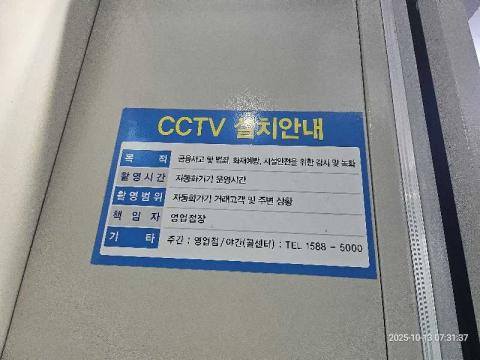 CCTV 설치안내
목 적 금융사고 및 범죄, 화재예방, 시설안전을 위한 감시 및 녹화
촬영시간 자동화기기 운영시간
촬영범위 자동화기기 거래고객 및 주변 상황
책 임 자 영업점장
기 타 주간 : 영업점 / 야간(콜센터) : TEL 1588 - 5000
2025-10-13 07:31:37